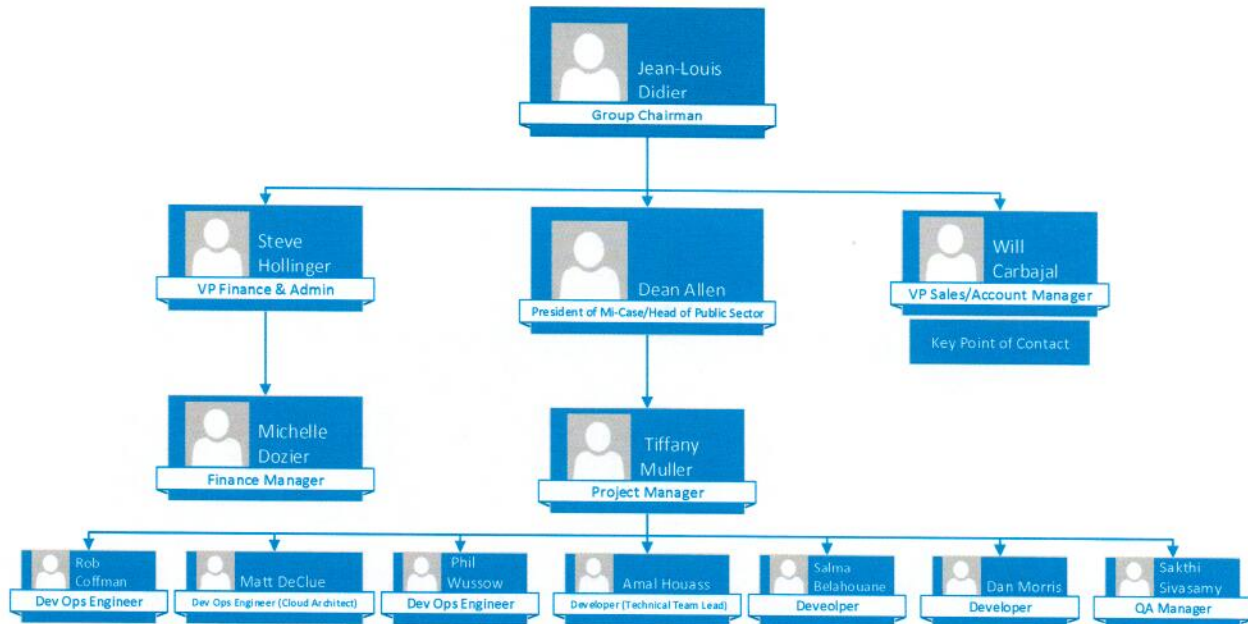 Jean-Louis
Didier
Group Chairman
Steve
Hollinger
VP Finance & Admin
Dean Allen
President of Mi-Case/Head of Public Sector
Will
Carbajal
VP Sales/Account Manager
Key Point of Contact
Michelle
Dozier
Finance Manager
Tiffany
Muller
Project Manager
Rob
Coffman
Dev Ops Engineer
Matt DeClue
Dev Ops Engineer (Cloud Architect)
Phil
Wussow
Dev Ops Engineer
Amal Houass
Developer (Technical Team Lead)
Salma
Belahouane
Deveolper
Dan Morris
Developer
Sakthi
Sivasamy
QA Manager